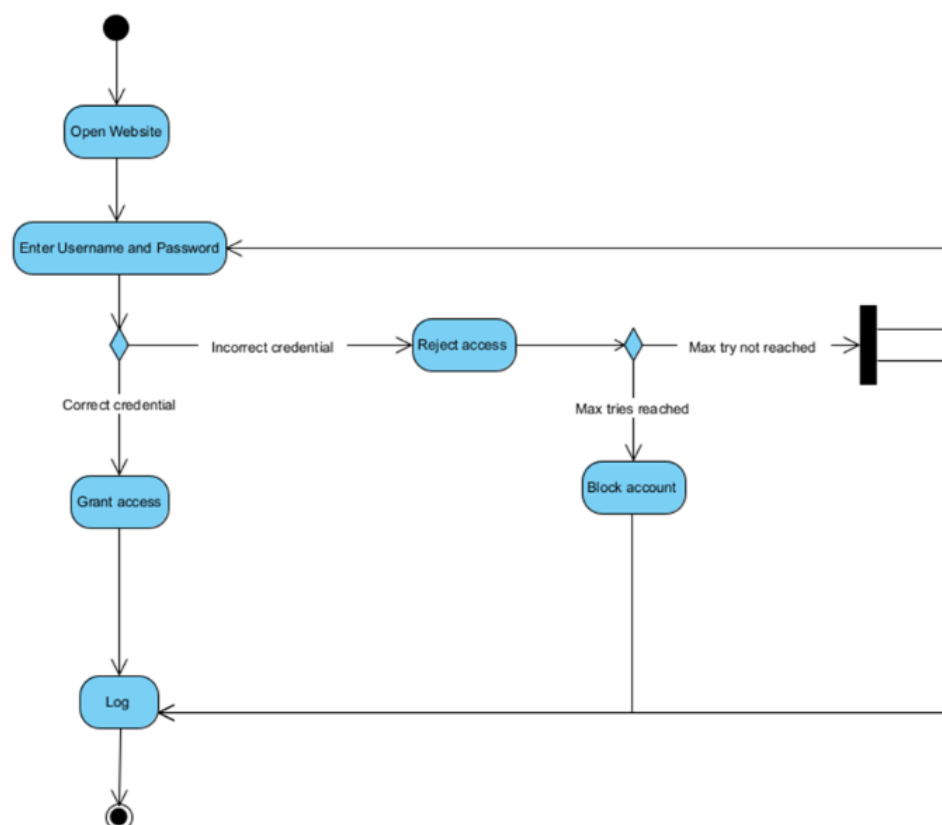 Open Website
Enter Username and Password
Incorrect credential
Reject access
Max try not reached
Correct credential
Max tries reached
Grant access
Block account
Log